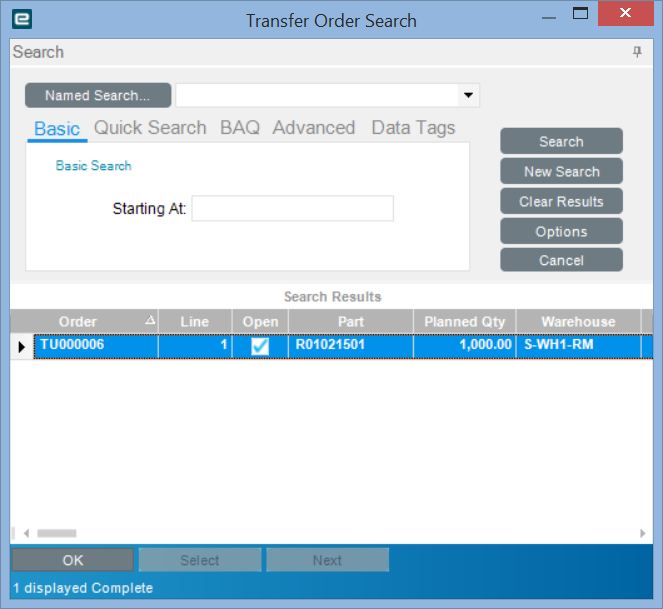 Transfer Order Search
Search
Named Search...
Basic Quick Search BAQ Advanced Data Tags
Basic Search
Starting At:
Search
New Search
Clear Results
Options
Cancel
Search Results
Order Line Open Part Planned Qty Warehouse
TU000006 1 R01021501 1,000.00 S-WH1-RM
OK Select Next
1 displayed Complete